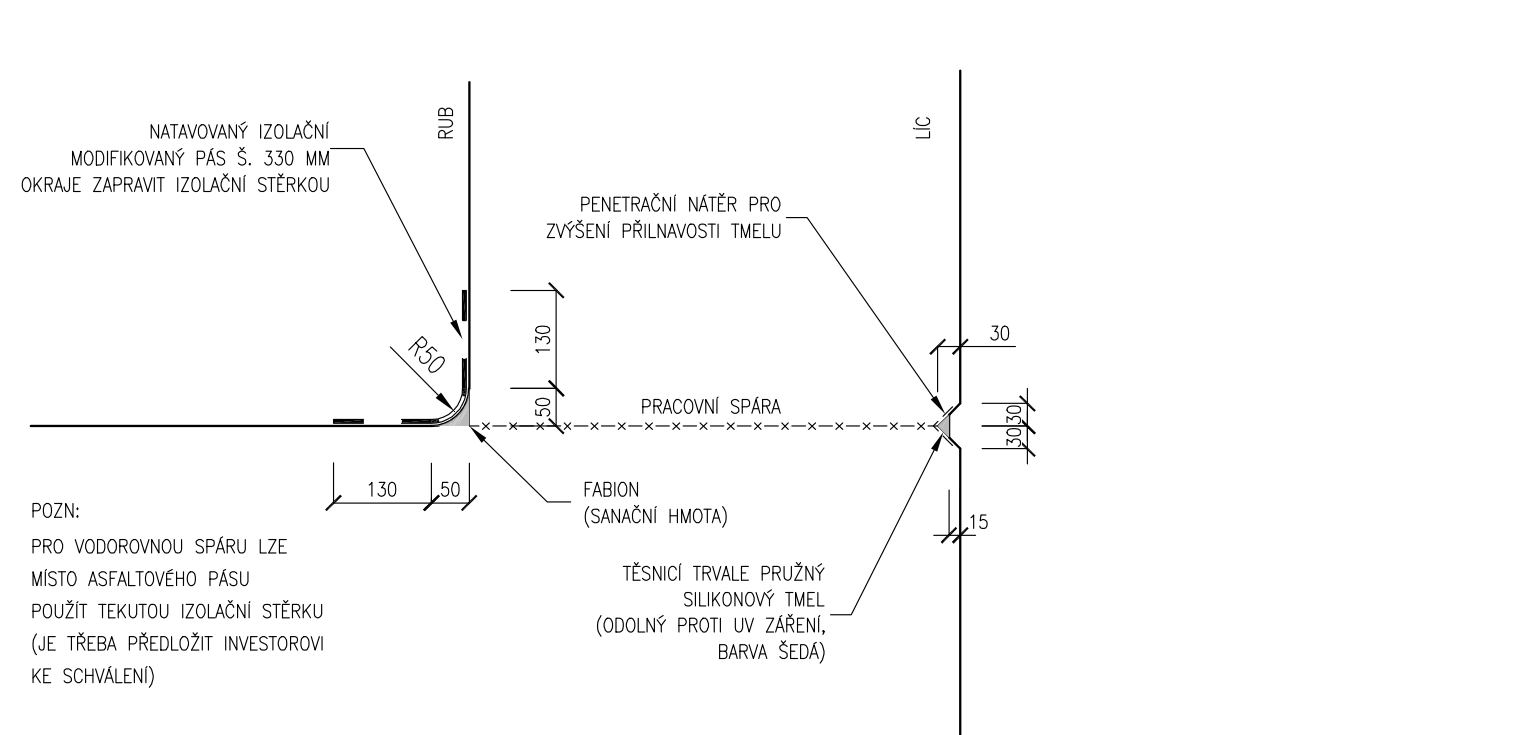 RUB
LÍC
NATAVOVANÝ IZOLAČNÍ
MODIFIKOVANÝ PÁS Š. 330 MM
OKRAJE ZAPRAVIT IZOLAČNÍ STĚRKOU
PENETRAČNÍ NÁTĚR PRO
ZVÝŠENÍ PŘILNAVOSTI TMELU
R50
130
50
PRACOVNÍ SPÁRA
30
30
30
15
130
50
FABION
(SANAČNÍ HMOTA)
TĚSNICÍ TRVALE PRUŽNÝ
SILIKONOVÝ TMEL
(ODOLNÝ PROTI UV ZÁŘENÍ,
BARVA ŠEDÁ)
POZN:
PRO VODOROVNOU SPÁRU LZE
MÍSTO ASFALTOVÉHO PÁSU
POUŽÍT TEKUTOU IZOLAČNÍ STĚRKU
(JE TŘEBA PŘEDLOŽIT INVESTOROVI
KE SCHVÁLENÍ)